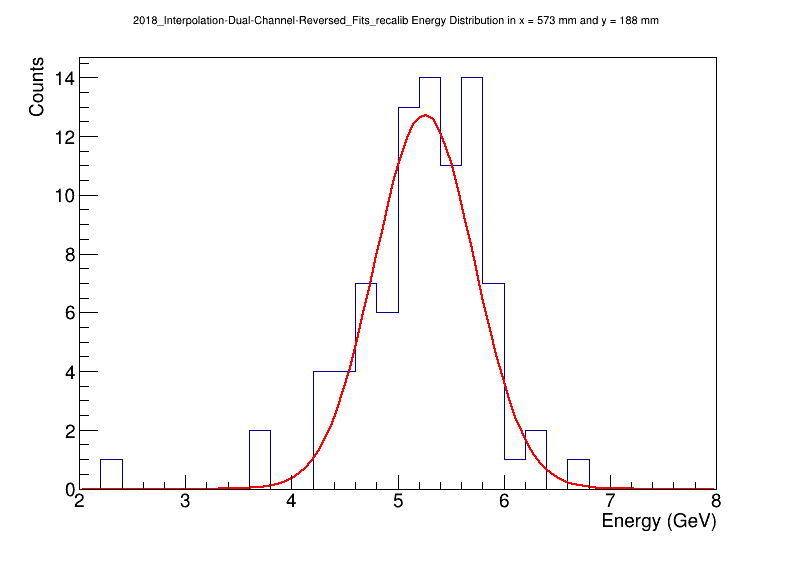 2018_Interpolation-Dual-Channel-Reversed_Fits_recalib Energy Distribution in x = 573 mm and y = 188 mm
Counts
14
12
10
8
6
4
2
0
2 3 4 5 6 7 8
Energy (GeV)